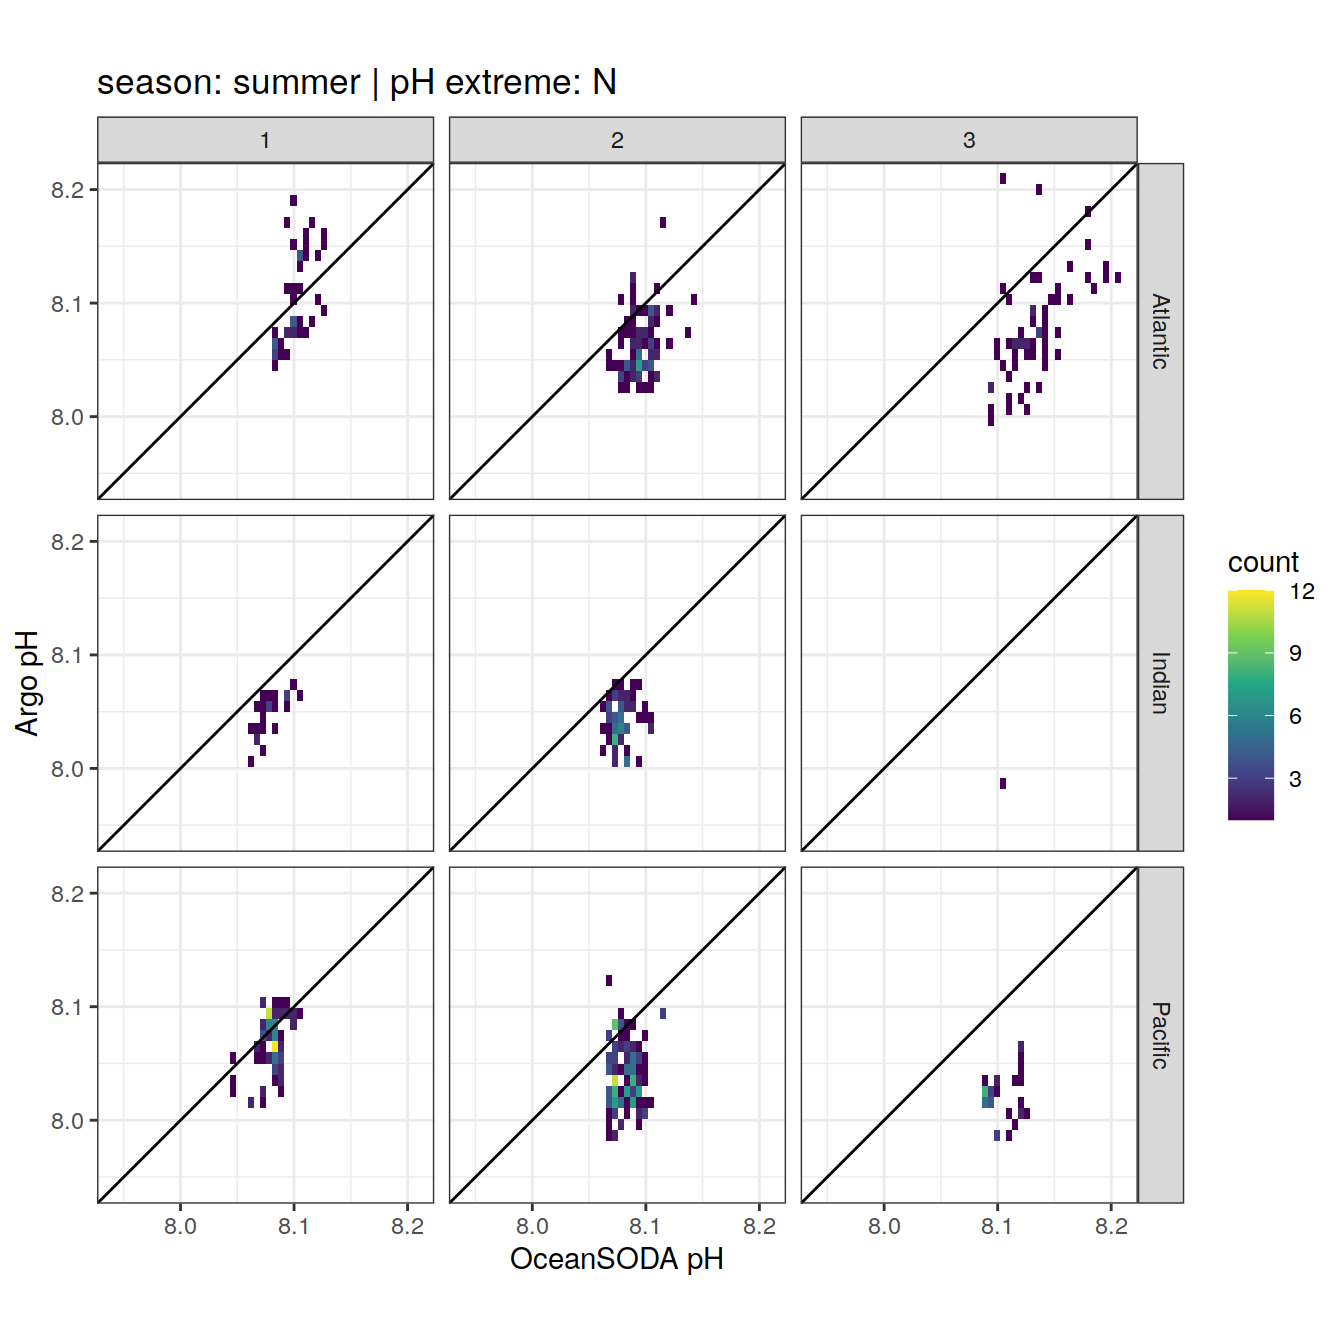 season: summer | pH extreme: N
1 2 3
8.2
8.1
8.0
Atlantic
8.2
8.1
8.0
Indian
8.2
8.1
8.0
Pacific
Argo pH
8.0 8.1 8.2 8.0 8.1 8.2 8.0 8.1 8.2
OceanSODA pH
count
12
9
6
3